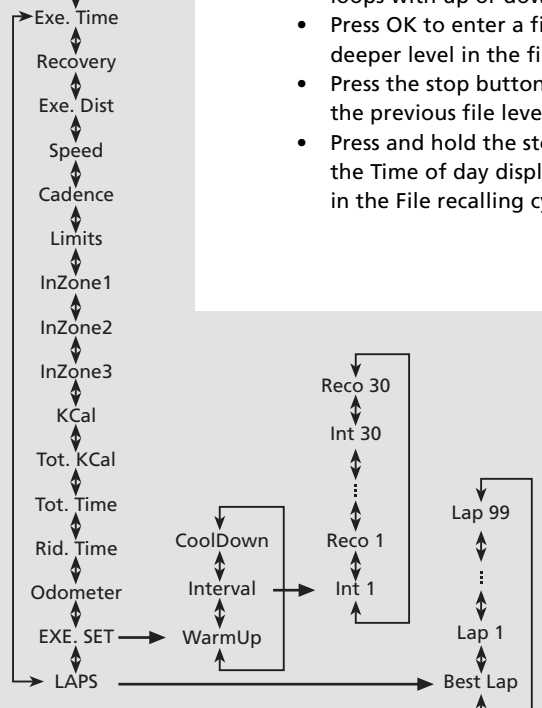 loops with up or dow
• Press OK to enter a fi
deeper level in the fi
• Press the stop button
the previous file leve
• Press and hold the sto
the Time of day displ
in the File recalling cy
Exe. Time
Recovery
Exe. Dist
Speed
Cadence
Limits
InZone1
InZone2
InZone3
KCal
Tot. KCal
Tot. Time
Rid. Time
Odometer
EXE. SET
LAPS
CoolDown
Interval
WarmUp
Reco 30
Int 30
Reco 1
Int 1
Lap 99
Lap 1
Best Lap